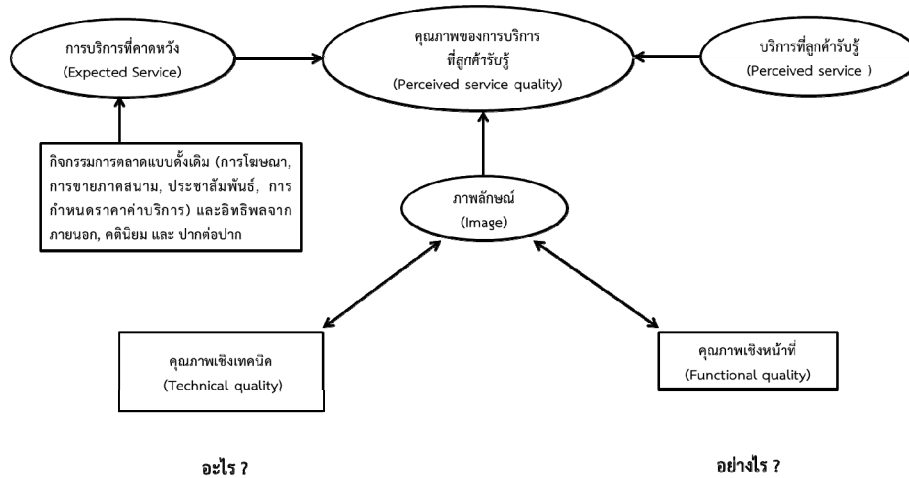 การบริการที่คาดหวัง
(Expected Service)
คุณภาพของการบริการ
ที่ลูกค้ารับรู้
(Perceived service quality)
บริการที่ลูกค้ารับรู้
(Perceived service )
กิจกรรมการตลาดแบบดั้งเดิม (การโฆษณา,
การขายภาคสนาม, ประชาสัมพันธ์, การ
กำหนดราคาค่าบริการ) และอิทธิพลจาก
ภายนอก, คตินิยม และ ปากต่อปาก
ภาพลักษณ์
(Image)
คุณภาพเชิงเทคนิค
(Technical quality)
คุณภาพเชิงหน้าที่
(Functional quality)
อะไร ?
อย่างไร ?